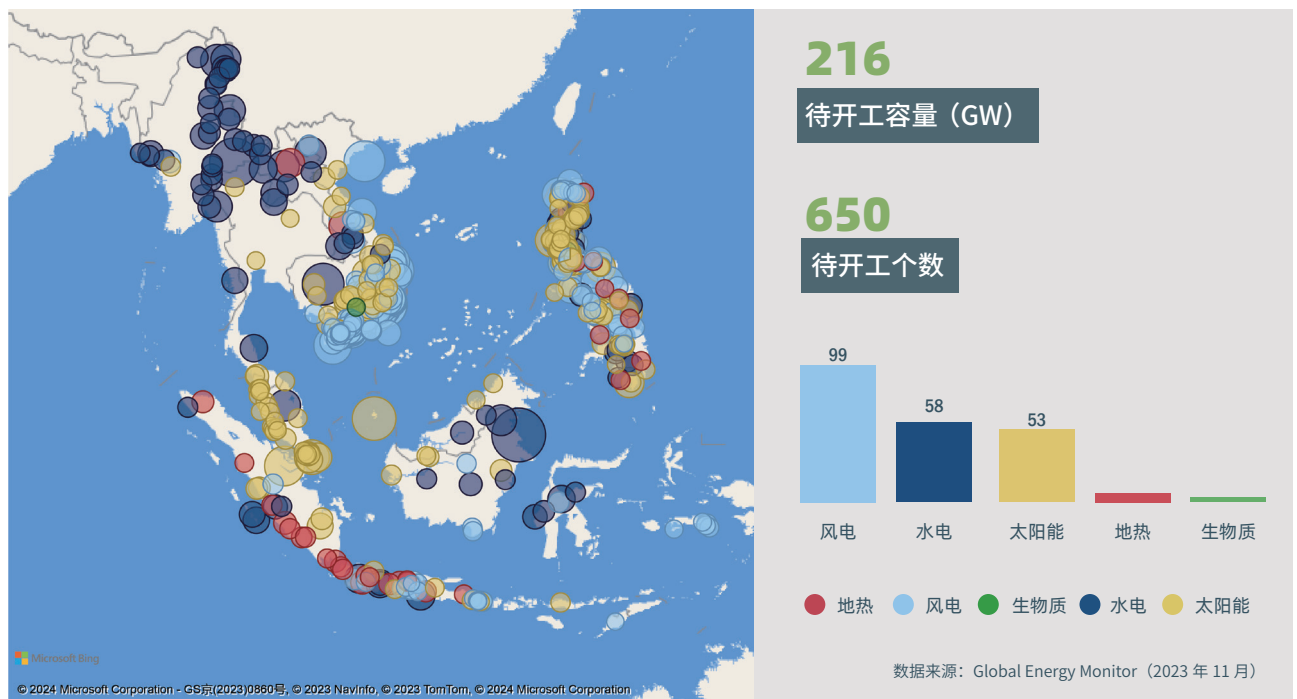 216
待开工容量（GW）
650
待开工个数
99
58
53
风电
水电
太阳能
地热
生物质
地热
风电
生物质
水电
太阳能
数据来源：Global Energy Monitor（2023 年 11 月）
Microsoft Bing
© 2024 Microsoft Corporation - GS京(2023)0860号, © 2023 NavInfo, © 2023 TomTom, © 2024 Microsoft Corporation